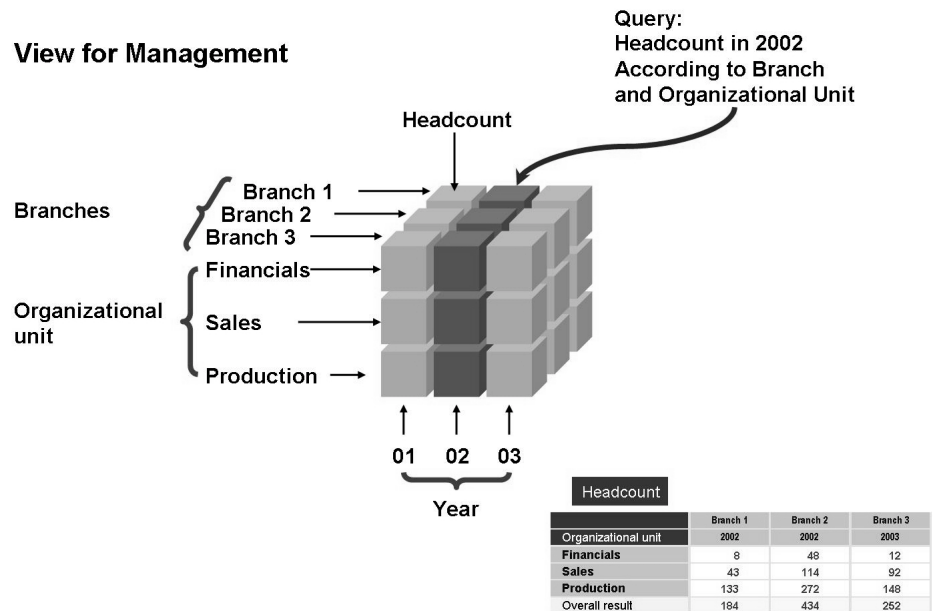 Query:
Headcount in 2002
According to Branch
and Organizational Unit
View for Management
Headcount
Branches
Branch 1
Branch 2
Branch 3
Organizational
unit
Financials
Sales
Production
01 02 03
Year
Headcount
Branch 1 Branch 2 Branch 3
Organizational unit 2002 2002 2003
Financials 8 48 12
Sales 43 114 92
Production 133 272 148
Overall result 184 434 252